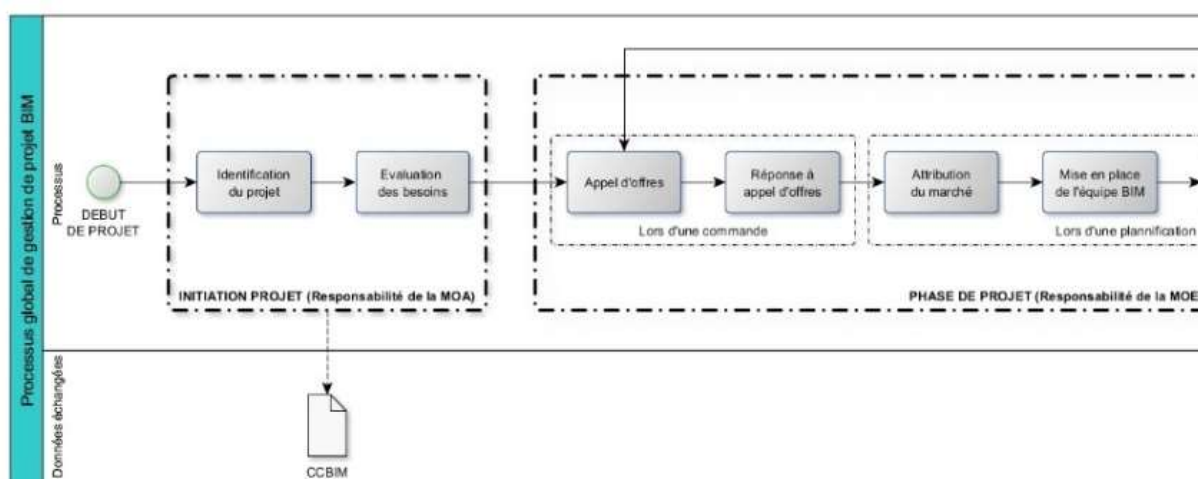 Processus global de gestion de projet BIM
Processus
DEBUT
DE PROJET
Identification
du projet
Evaluation
des besoins
INITIATION PROJET (Responsabilité de la MOA)
Appel d'offres
Réponse à
appel d'offres
Lors d'une commande
Attribution
du marché
Mise en place
de l'équipe BIM
Lors d'une plannification
PHASE DE PROJET (Responsabilité de la MOE
Données échangées
CCBIM